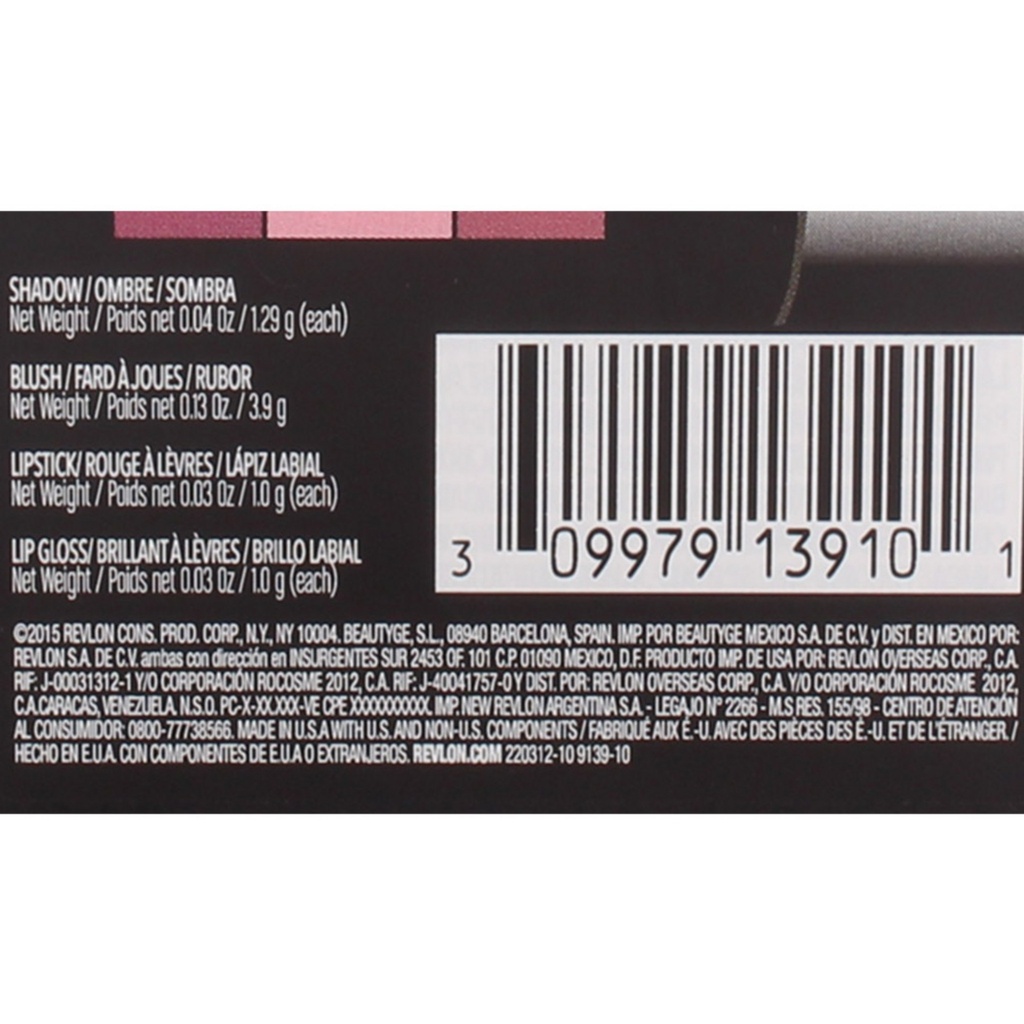 SHADOW / OMBRE / SOMBRA
Net Weight / Poids net 0.04 Oz / 1.29 g (each)
BLUSH / FARD À JOUES / RUBOR
Net Weight / Poids net 0.13 Oz. / 3.9 g
LIPSTICK/ ROUGE À LÈVRES / LÁPIZ LABIAL
Net Weight / Poids net 0.03 Oz / 1.0 g (each)
LIP GLOSS/ BRILLANT À LÈVRES / BRILLO LABIAL
Net Weight / Poids net 0.03 Oz / 1.0 g (each)
3 09979 13910 1
©2015 REVLON CONS. PROD. CORP., N.Y., NY 10004. BEAUTYGE, S.L., 08940 BARCELONA, SPAIN. IMP. POR BEAUTYGE MEXICO S.A. DE C.V. y DIST. EN MEXICO POR:
REVLON S.A. DE C.V. ambas con dirección en INSURGENTES SUR 2453 OF. 101 C.P. 01090 MEXICO, D.F. PRODUCTO IMP. DE USA POR: REVLON OVERSEAS CORP., C.A.
RIF: J-00031312-1 Y/O CORPORACIÓN ROCOSME 2012, C.A. RIF: J-40041757-0 Y DIST. POR: REVLON OVERSEAS CORP., C.A. Y/O CORPORACIÓN ROCOSME 2012,
C.A. CARACAS, VENEZUELA. N.S.O. PC-X-XX.XXX-VE CPE XXXXXXXXXX. IMP. NEW REVLON ARGENTINA S.A. - LEGAJO Nº 2266 - M.S RES. 155/98 - CENTRO DE ATENCIÓN
AL CONSUMIDOR: 0800-77738566. MADE IN U.S.A WITH U.S. AND NON-U.S. COMPONENTS / FABRIQUÉ AUX É.-U. AVEC DES PIÈCES DES É.-U. ET DE L'ÉTRANGER. /
HECHO EN E.U.A. CON COMPONENTES DE E.U.A O EXTRANJEROS. REVLON.COM 220312-10 9139-10